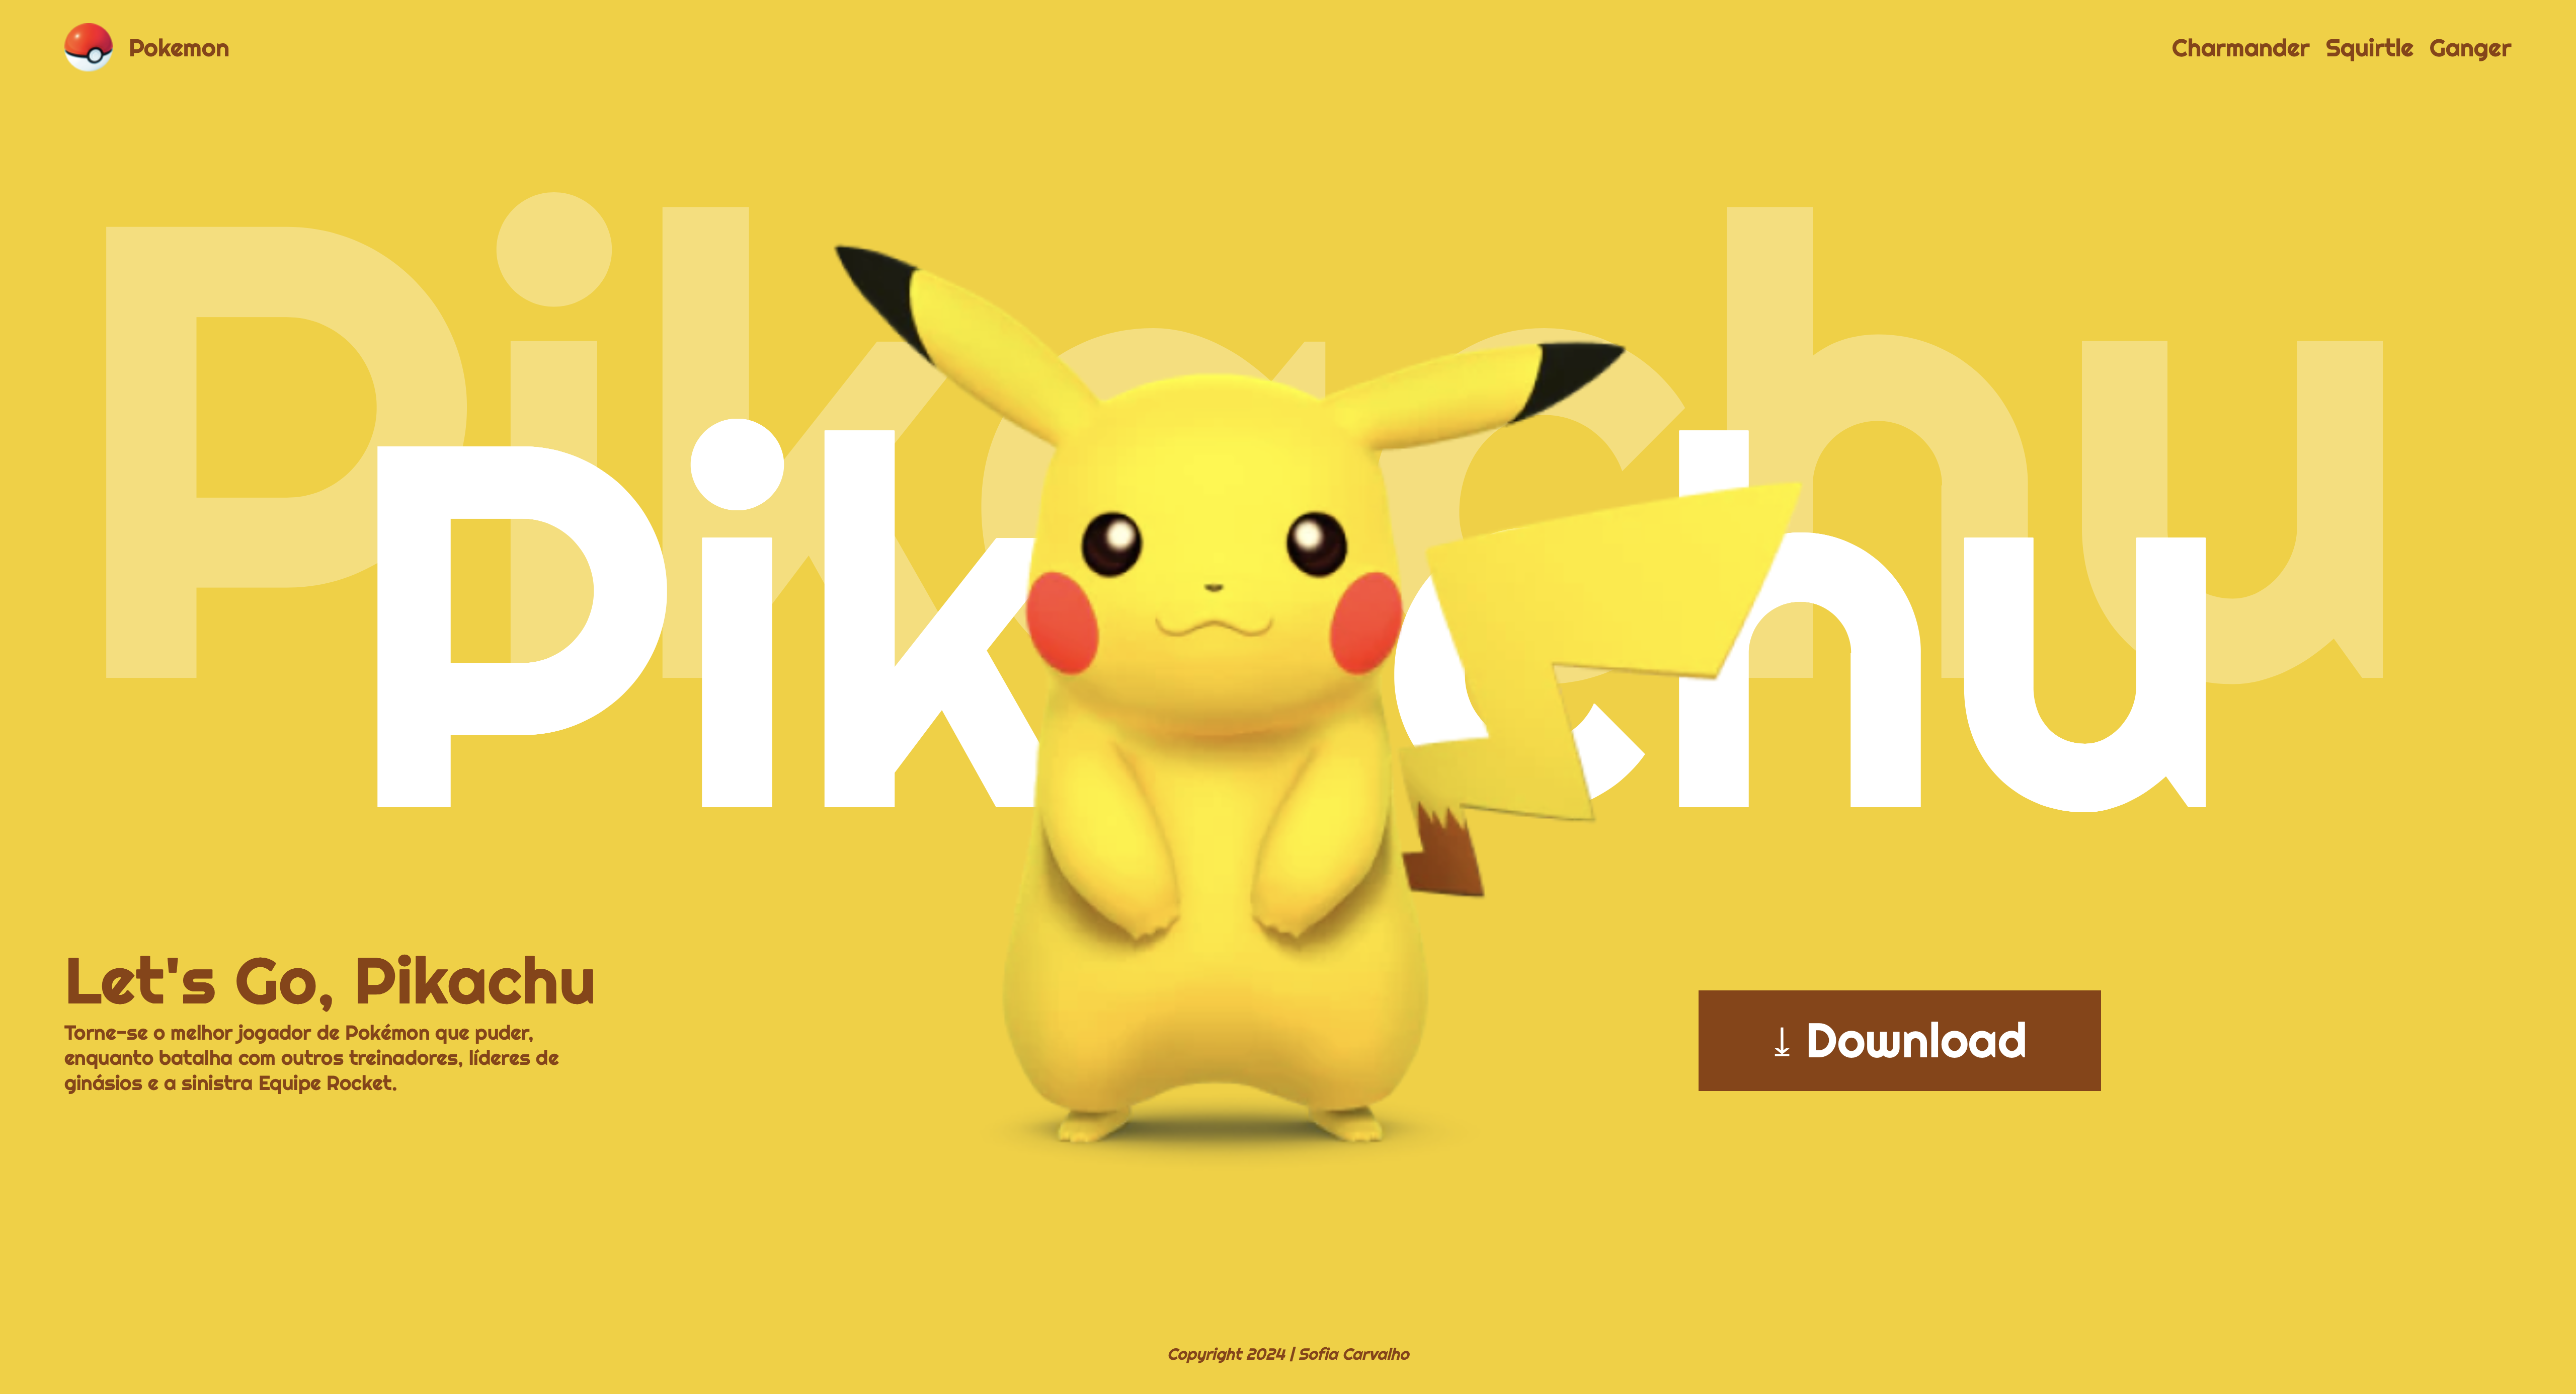 Pokemon
Charmander Squirtle Ganger
Pikachu
Pikachu
Let's Go, Pikachu
Torne-se o melhor jogador de Pokémon que puder,
enquanto batalha com outros treinadores, líderes de
ginásios e a sinistra Equipe Rocket.
↓ Download
Copyright 2024 | Sofia Carvalho